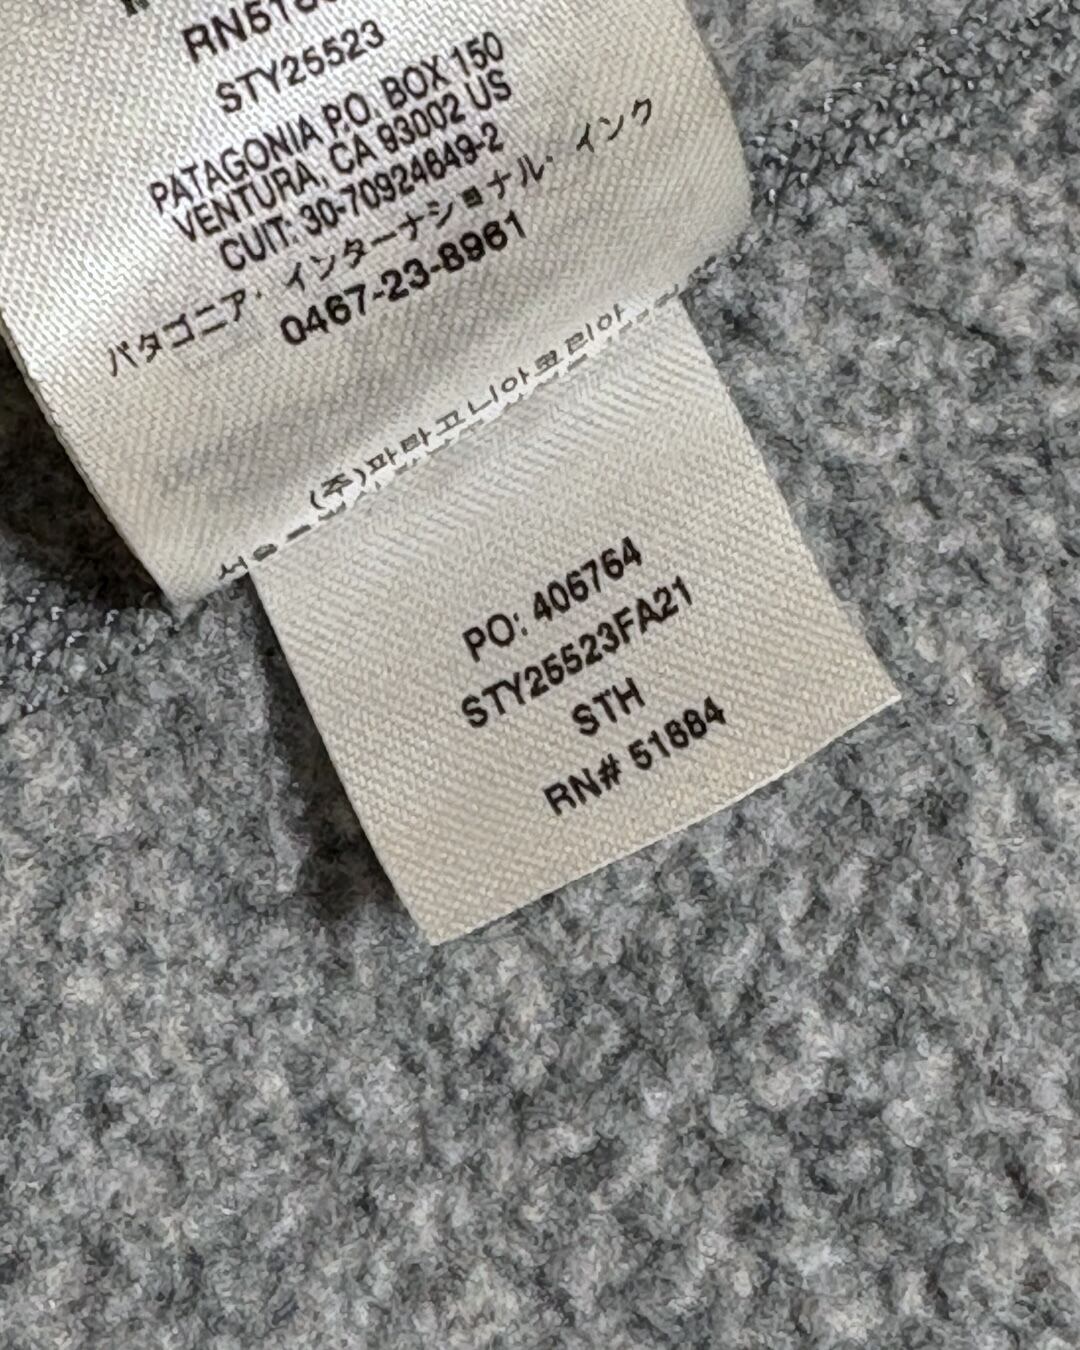 STY25523
PATAGONIA P.O. BOX 150
VENTURA, CA 93002 US
CUIT: 30-70924849-2
パタゴニア・インターナショナル・インク
0467-23-8961
(주)파타고니아코리아
PO: 406764
STY25523FA21
STH
RN# 51884